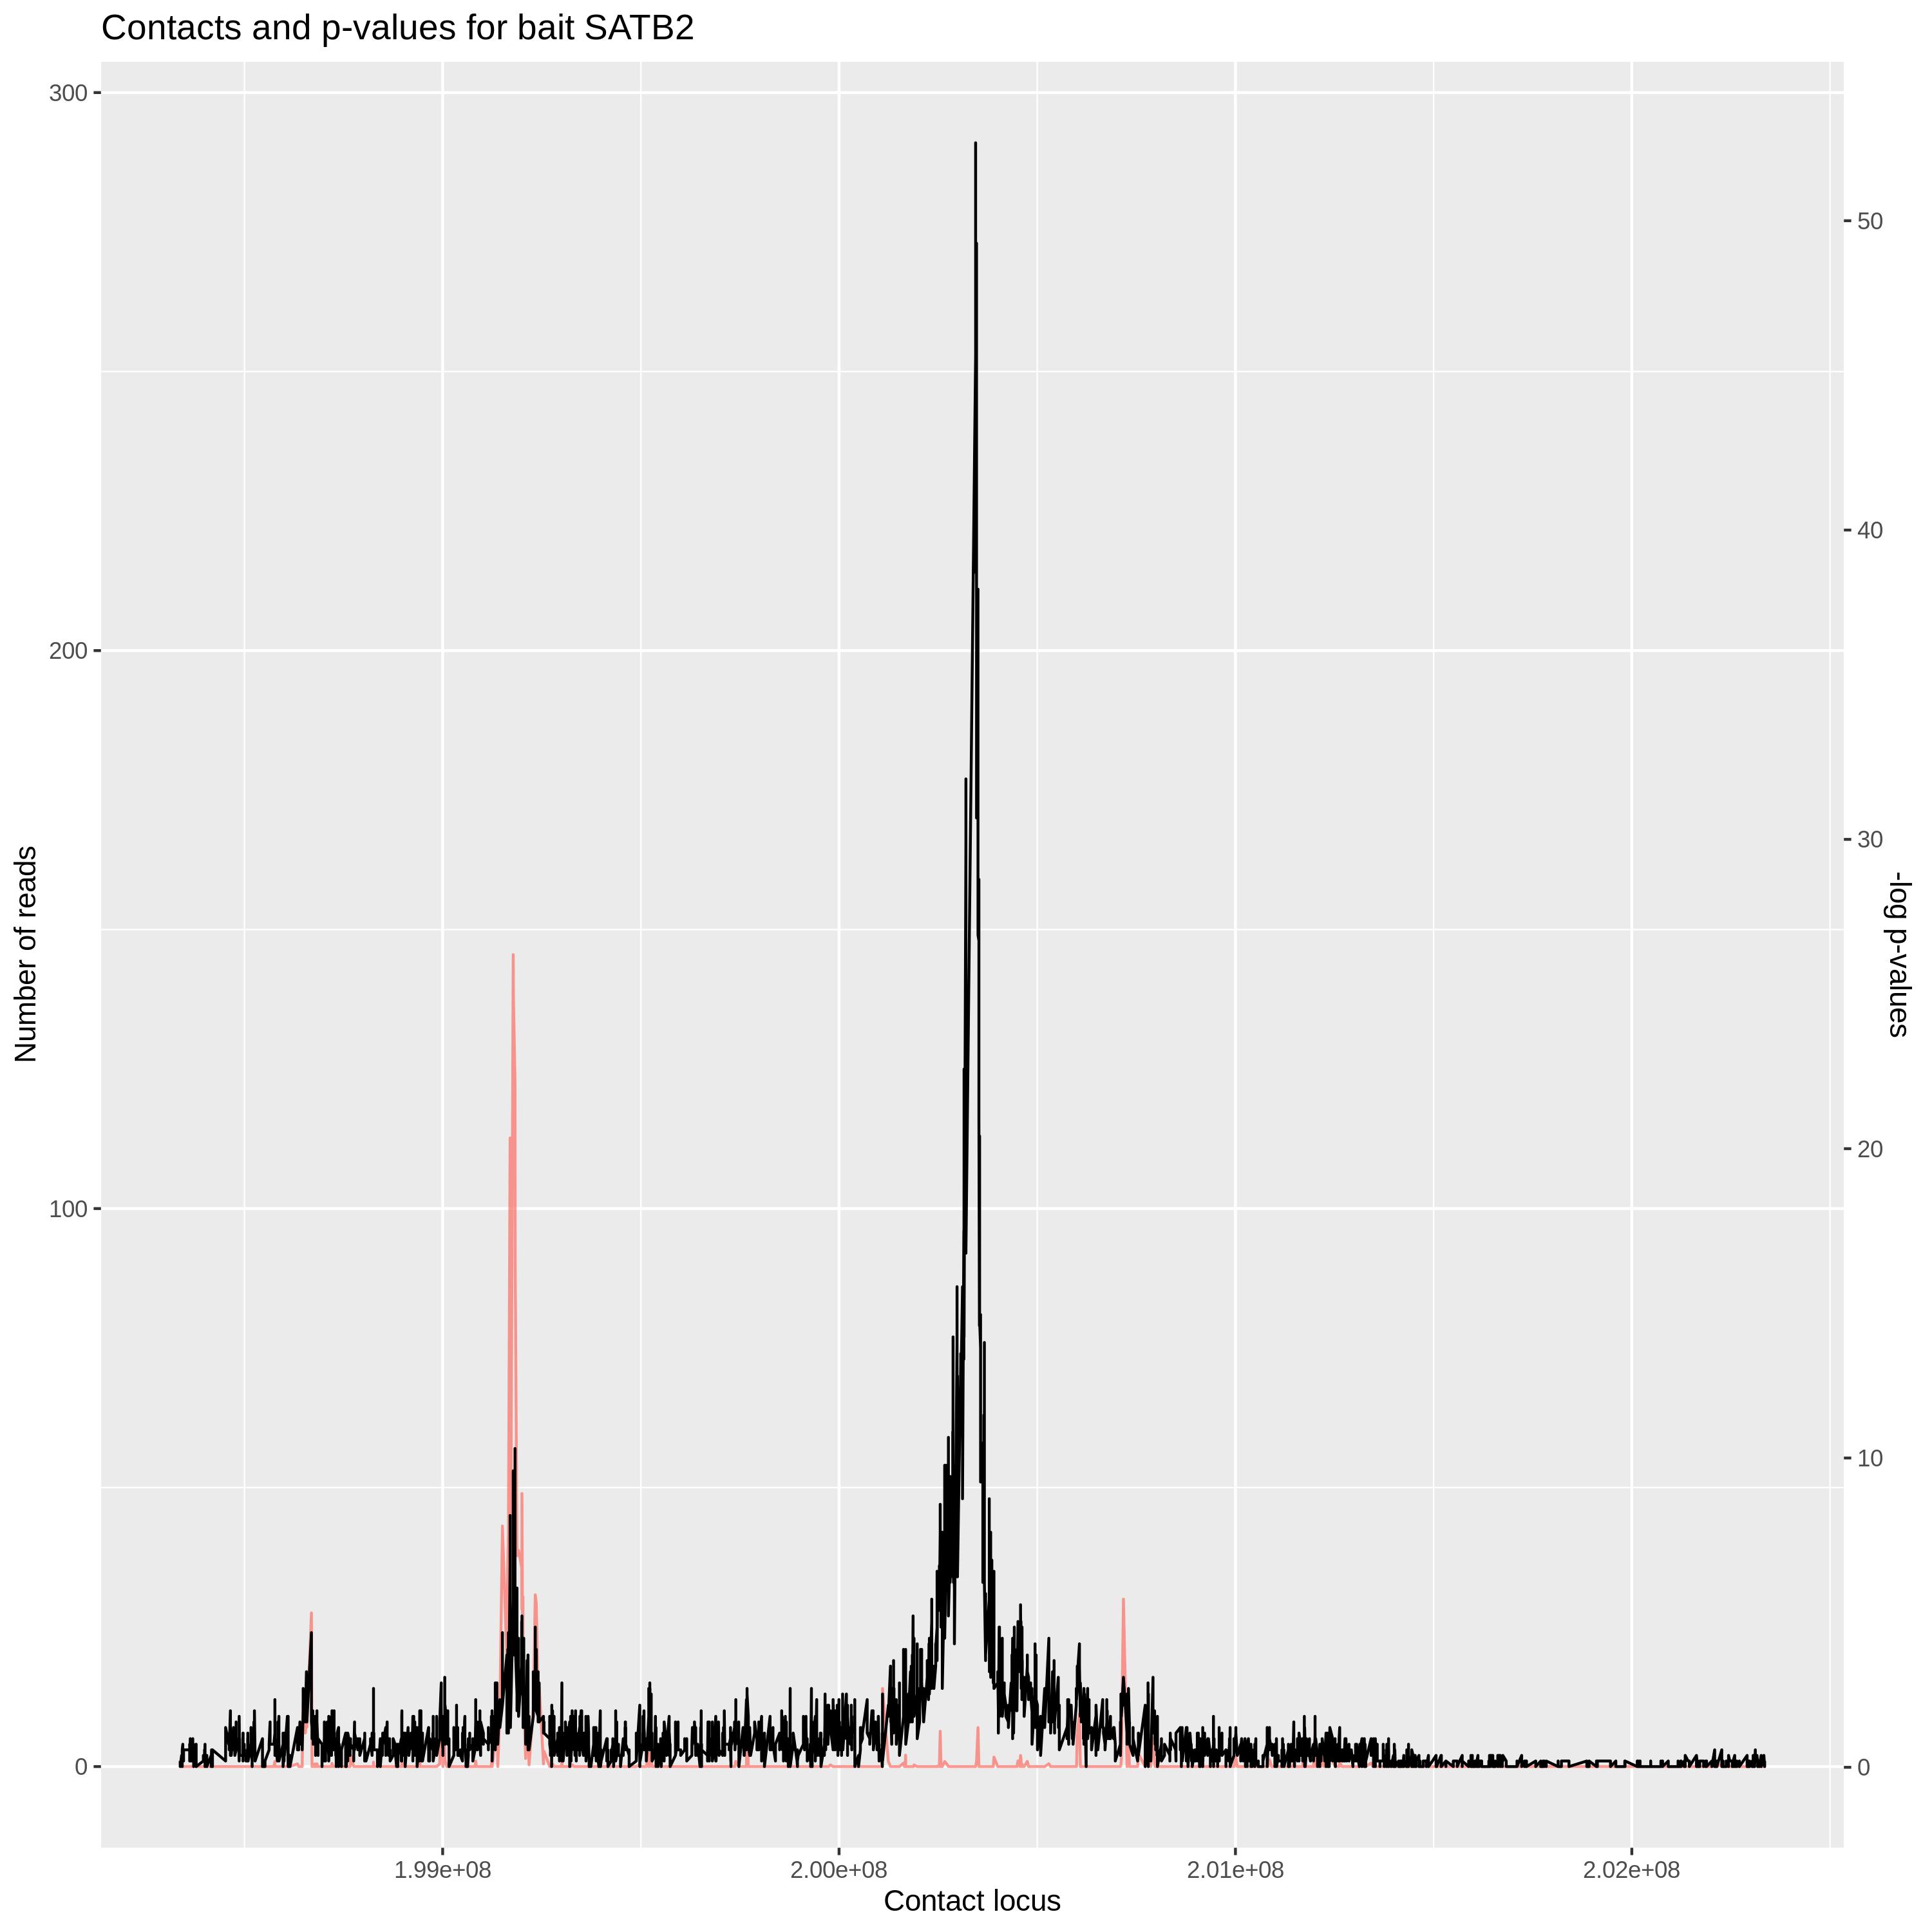 Contacts and p-values for bait SATB2
300
200
100
0
50
40
30
20
10
0
Number of reads
-log p-values
1.99e+08 2.00e+08 2.01e+08 2.02e+08
Contact locus